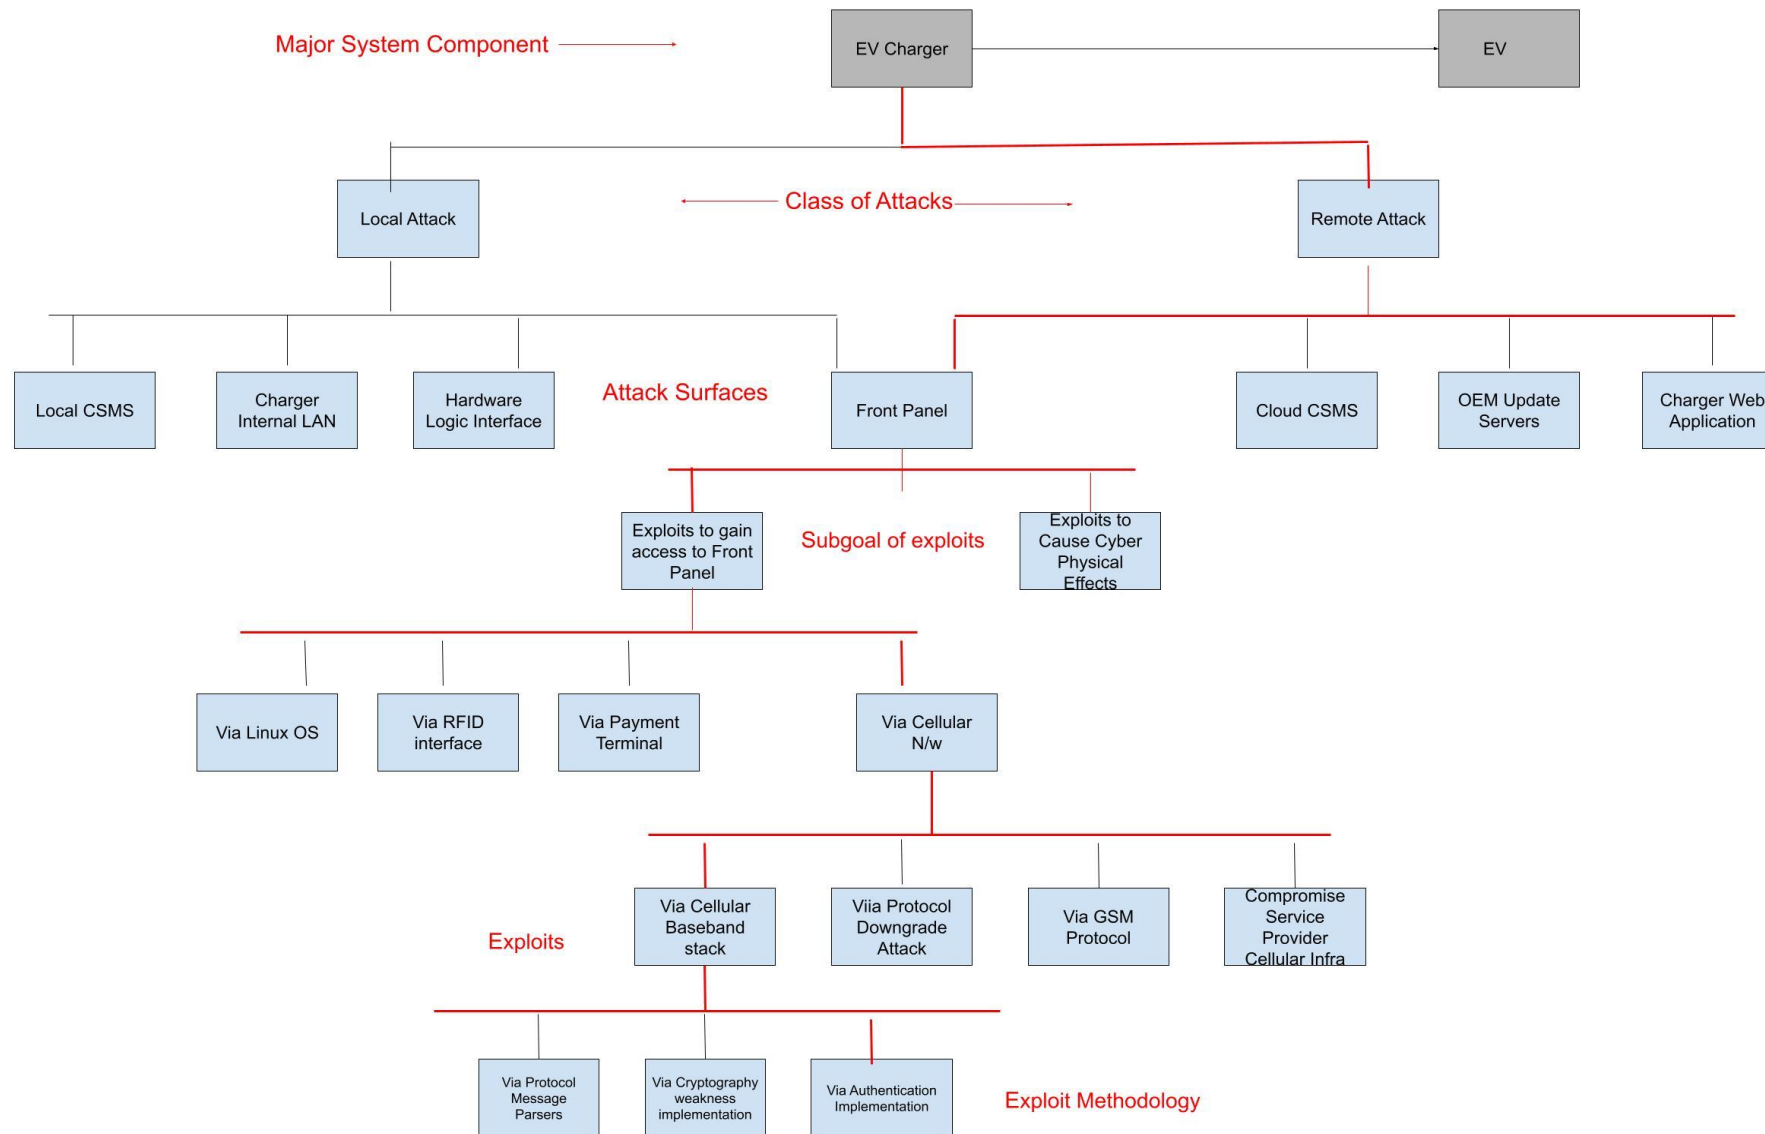 Major System Component
EV Charger
EV
Local Attack
Class of Attacks
Remote Attack
Local CSMS
Charger
Internal LAN
Hardware
Logic Interface
Attack Surfaces
Front Panel
Cloud CSMS
OEM Update
Servers
Charger Web
Application
Exploits to gain
access to Front
Panel
Subgoal of exploits
Exploits to
Cause Cyber
Physical
Effects
Via Linux OS
Via RFID
interface
Via Payment
Terminal
Via Cellular
N/w
Exploits
Via Cellular
Baseband
stack
Viia Protocol
Downgrade
Attack
Via GSM
Protocol
Compromise
Service
Provider
Cellular Infra
Via Protocol
Message
Parsers
Via Cryptography
weakness
implementation
Via Authentication
Implementation
Exploit Methodology